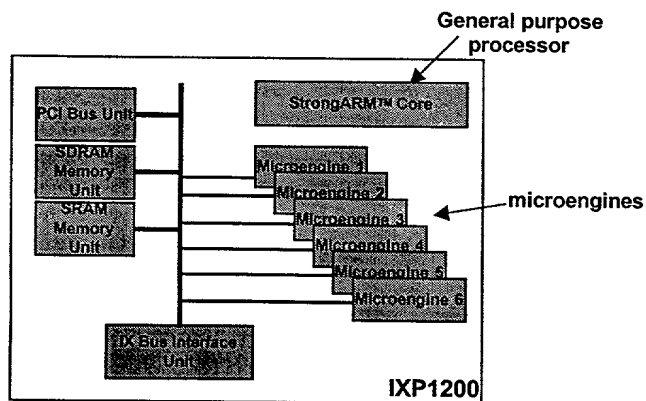 General purpose
processor
StrongARM™ Core
PCI Bus Unit
SDRAM
Memory
Unit
SRAM
Memory
Unit
Microengine 1
Microengine 2
Microengine 3
Microengine 4
Microengine 5
Microengine 6
microengines
IX Bus Interface
Unit
IXP1200